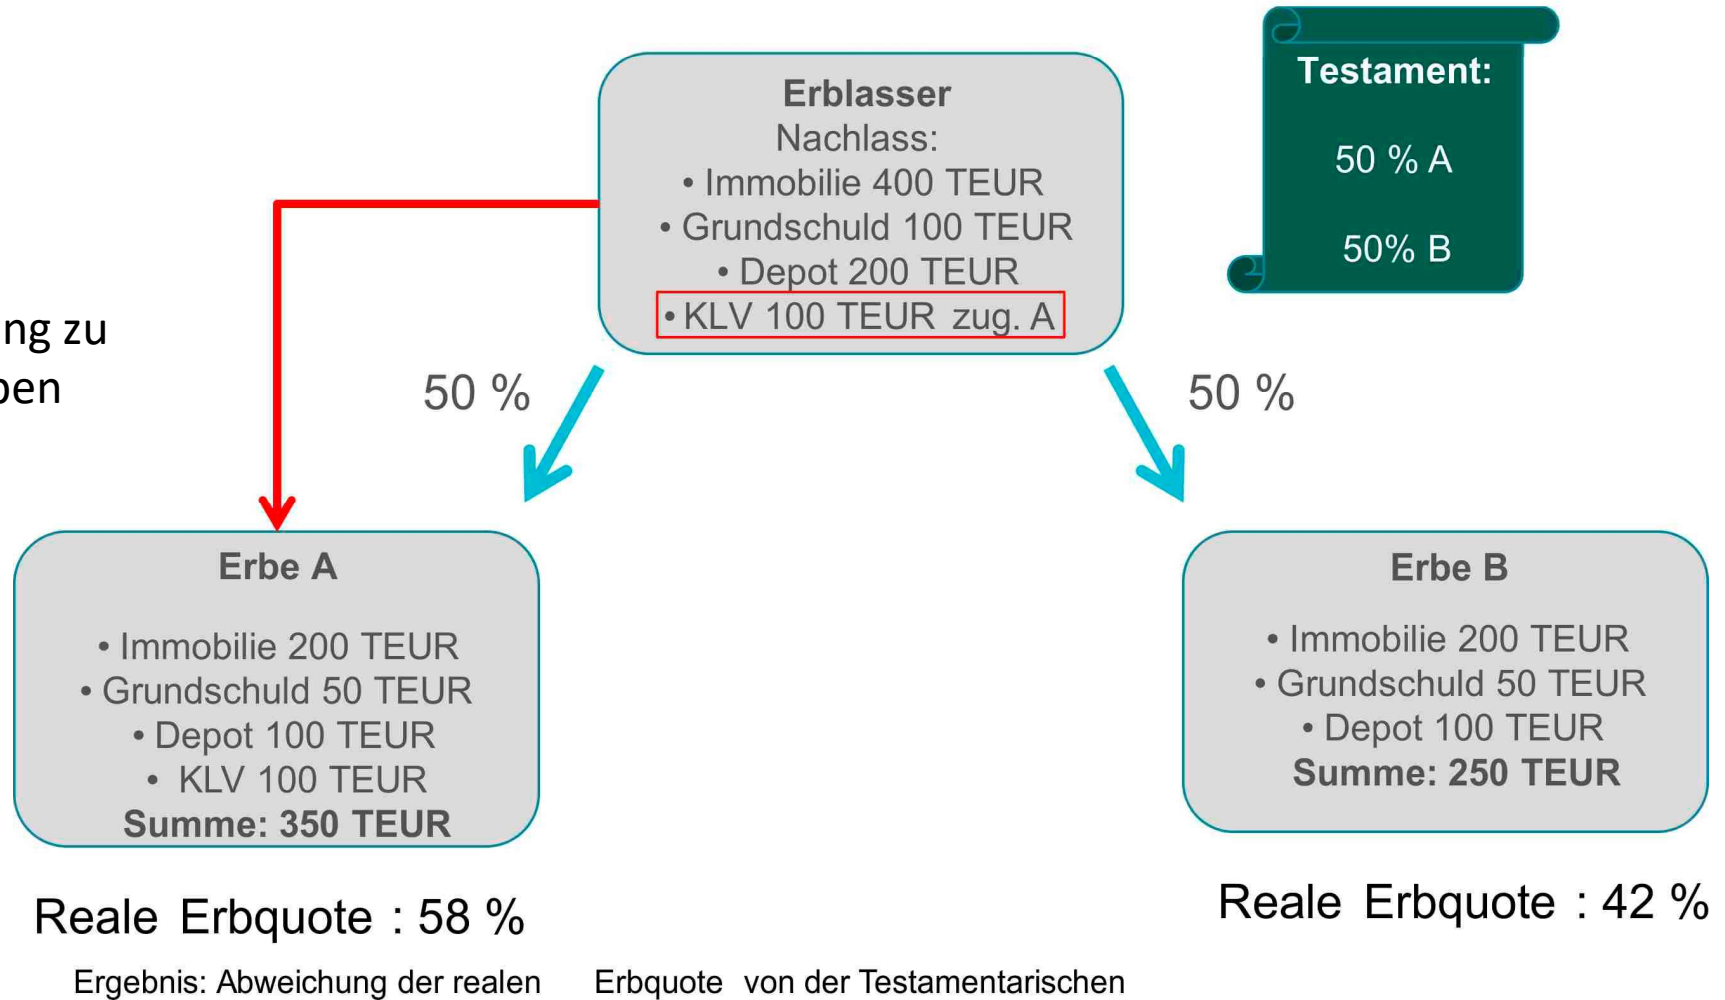 Testament:
50 % A
50% B
Erblasser
Nachlass:
• Immobilie 400 TEUR
• Grundschuld 100 TEUR
• Depot 200 TEUR
• KLV 100 TEUR zug. A
ng zu
en
50 %
50 %
Erbe A
• Immobilie 200 TEUR
• Grundschuld 50 TEUR
• Depot 100 TEUR
• KLV 100 TEUR
Summe: 350 TEUR
Erbe B
• Immobilie 200 TEUR
• Grundschuld 50 TEUR
• Depot 100 TEUR
Summe: 250 TEUR
Reale Erbquote : 58 %
Reale Erbquote : 42 %
Ergebnis: Abweichung der realen Erbquote von der Testamentarischen